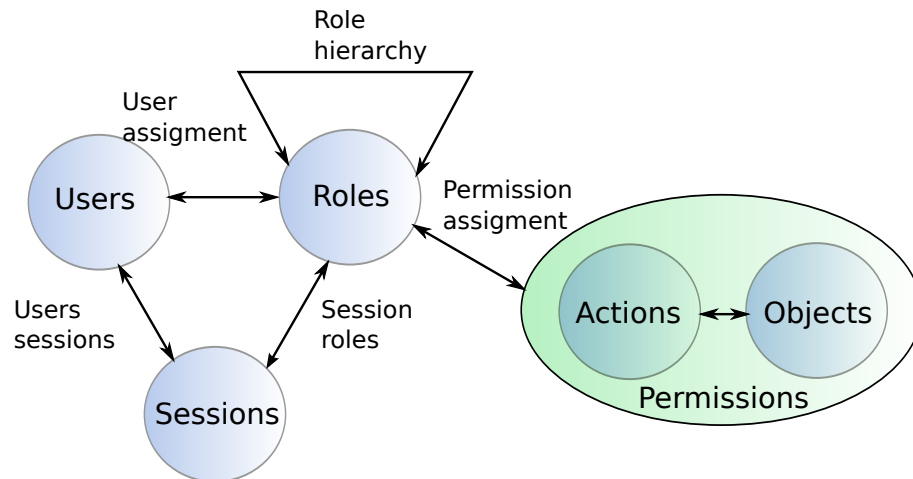 Role
hierarchy
User
assigment
Users
Roles
Permission
assigment
Users
sessions
Session
roles
Actions
Objects
Permissions
Sessions